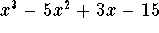 x³ − 5x² + 3x − 15